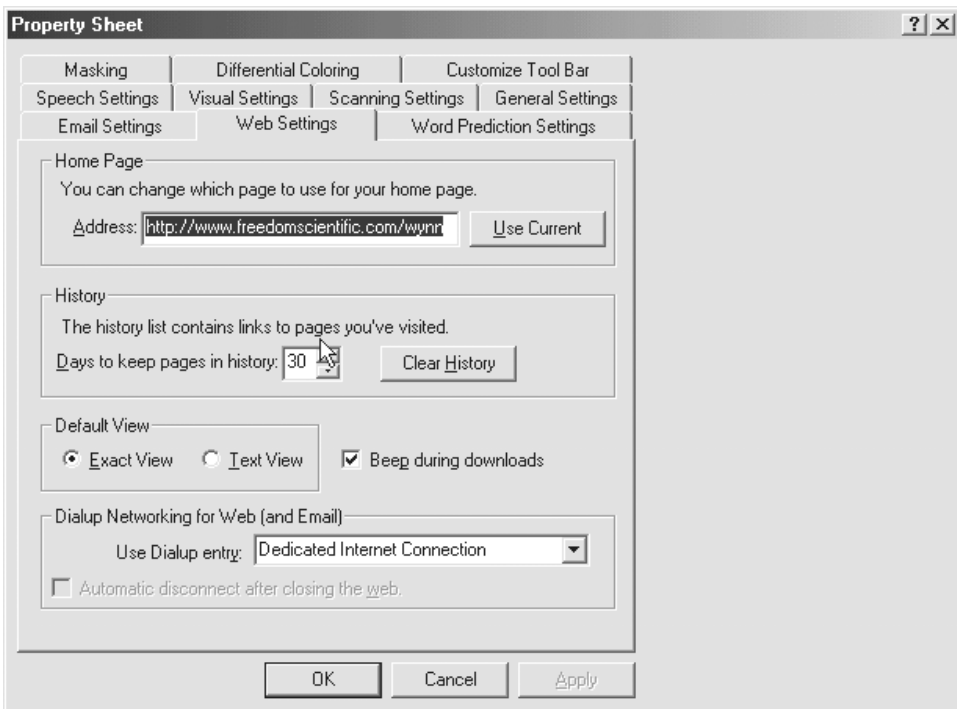 Property Sheet
Masking Differential Coloring Customize Tool Bar
Speech Settings Visual Settings Scanning Settings General Settings
Email Settings Web Settings Word Prediction Settings
Home Page
You can change which page to use for your home page.
Address: http://www.freedomscientific.com/wynn Use Current
History
The history list contains links to pages you've visited.
Days to keep pages in history: 30 Clear History
Default View
Exact View Text View Beep during downloads
Dialup Networking for Web (and Email)
Use Dialup entry: Dedicated Internet Connection
Automatic disconnect after closing the web.
OK Cancel Apply